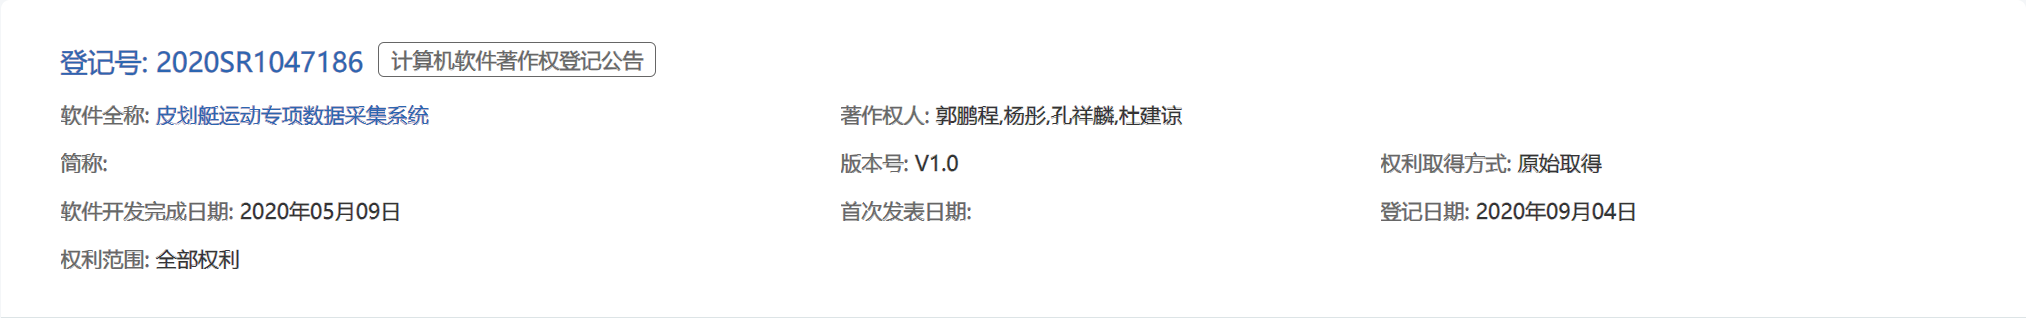 登记号: 2020SR1047186 计算机软件著作权登记公告
软件全称: 皮划艇运动专项数据采集系统 著作权人: 郭鹏程,杨彤,孔祥麟,杜建谅
简称: 版本号: V1.0 权利取得方式: 原始取得
软件开发完成日期: 2020年05月09日 首次发表日期: 登记日期: 2020年09月04日
权利范围: 全部权利